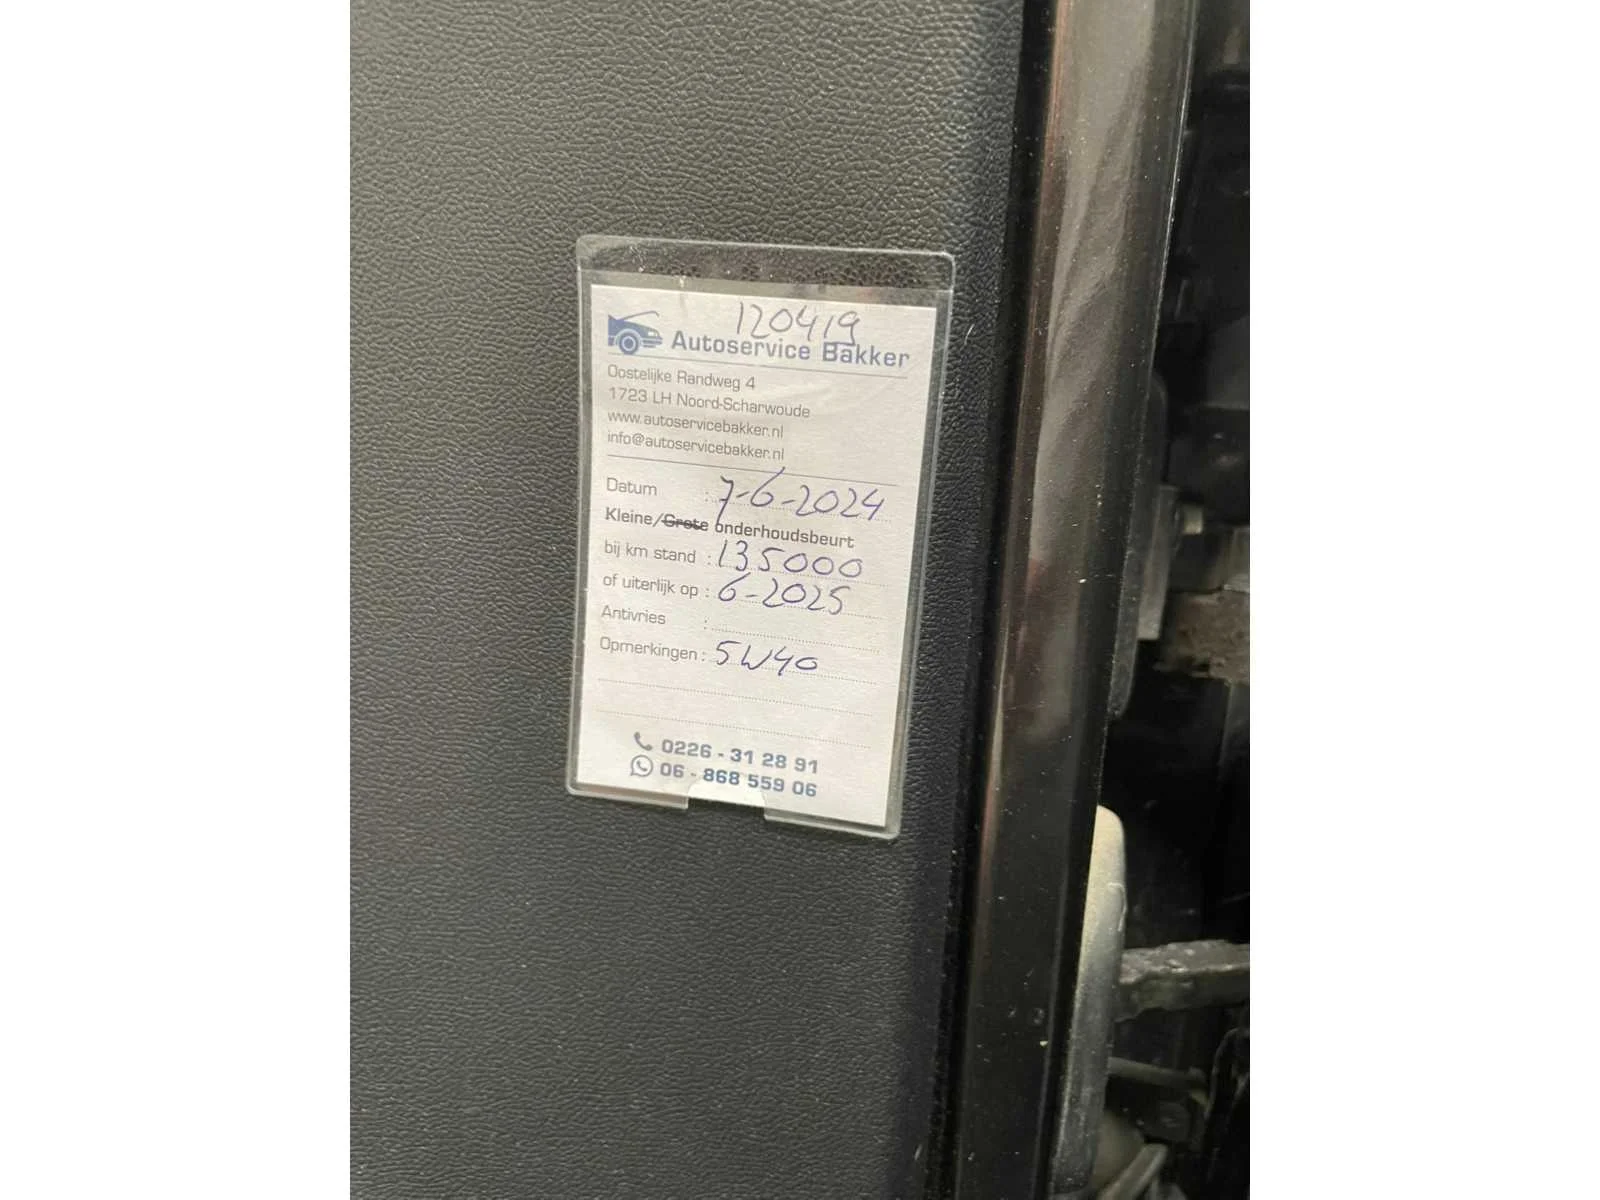 120419
Autoservice Bakker
Oostelijke Randweg 4
1723 LH Noord-Scharwoude
www.autoservicebakker.nl
info@autoservicebakker.nl
Datum : 7-6-2024
Kleine/Grote onderhoudsbeurt
bij km stand : 135000
of uiterlijk op : 6-2025
Antivries :
Opmerkingen : 5W40
0226 - 31 28 91
06 - 868 559 06